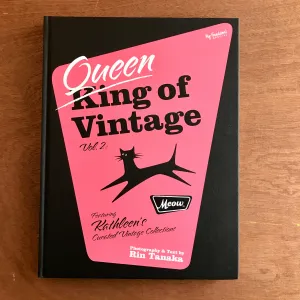 Queen
King of
Vintage
Vol. 2:
Meow.
Featuring
Kathleen's
Curated Vintage Collection!
Photography & Text by
Rin Tanaka